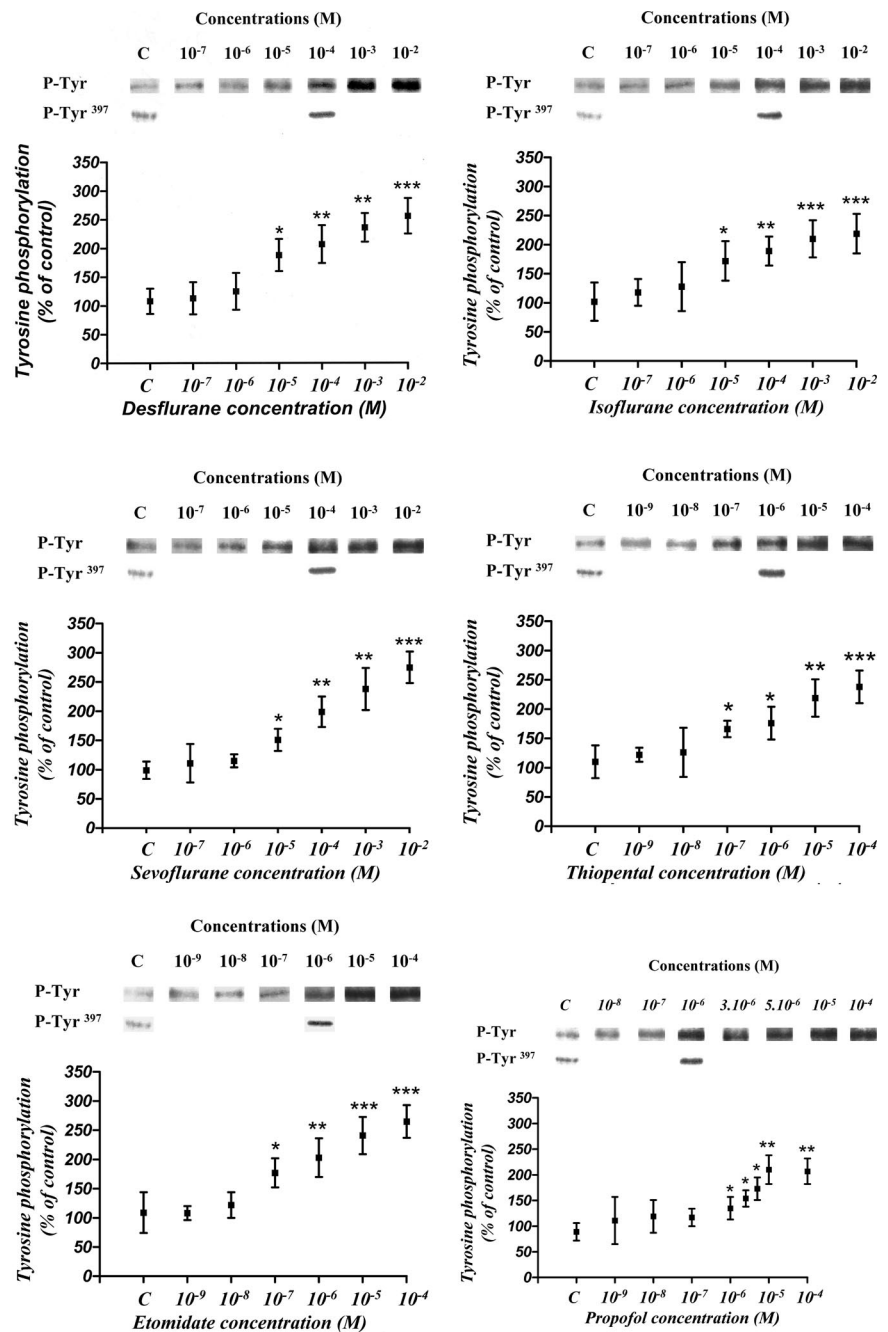 Concentrations (M)
C 10-7 10-6 10-5 10-4 10-3 10-2
P-Tyr
P-Tyr 397
Tyrosine phosphorylation
(% of control)
350
300
250
200
150
100
50
0
* ** ** ***
C 10-7 10-6 10-5 10-4 10-3 10-2
Desflurane concentration (M)
Concentrations (M)
C 10-7 10-6 10-5 10-4 10-3 10-2
P-Tyr
P-Tyr 397
Tyrosine phosphorylation
(% of control)
350
300
250
200
150
100
50
0
* ** *** ***
C 10-7 10-6 10-5 10-4 10-3 10-2
Isoflurane concentration (M)
Concentrations (M)
C 10-7 10-6 10-5 10-4 10-3 10-2
P-Tyr
P-Tyr 397
Tyrosine phosphorylation
(% of control)
350
300
250
200
150
100
50
0
* ** ** ***
C 10-7 10-6 10-5 10-4 10-3 10-2
Sevoflurane concentration (M)
Concentrations (M)
C 10-9 10-8 10-7 10-6 10-5 10-4
P-Tyr
P-Tyr 397
Tyrosine phosphorylation
(% of control)
350
300
250
200
150
100
50
0
* * ** ***
C 10-9 10-8 10-7 10-6 10-5 10-4
Thiopental concentration (M)
Concentrations (M)
C 10-9 10-8 10-7 10-6 10-5 10-4
P-Tyr
P-Tyr 397
Tyrosine phosphorylation
(% of control)
350
300
250
200
150
100
50
0
* ** *** ***
C 10-9 10-8 10-7 10-6 10-5 10-4
Etomidate concentration (M)
Concentrations (M)
C 10-8 10-7 10-6 3.10-6 5.10-6 10-5 10-4
P-Tyr
P-Tyr 397
Tyrosine phosphorylation
(% of control)
350
300
250
200
150
100
50
0
* * * ** **
C 10-9 10-8 10-7 10-6 10-5 10-4
Propofol concentration (M)